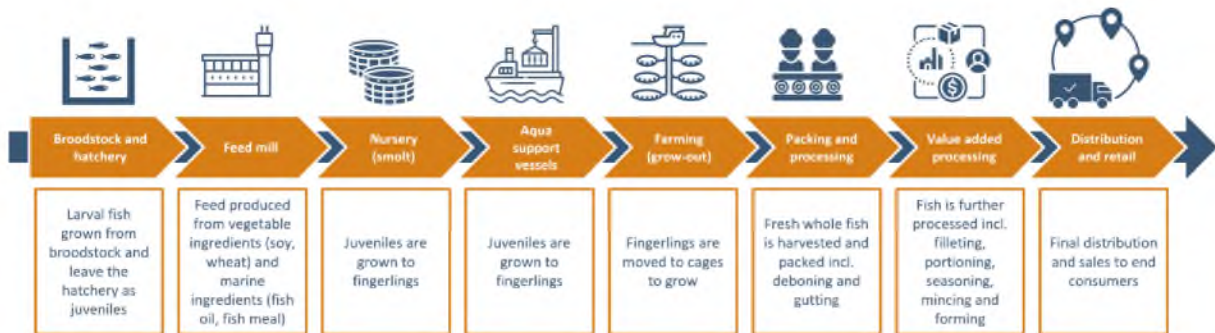 Broodstock and
hatchery
Feed mill
Nursery
(smolt)
Aqua
support
vessels
Farming
(grow-out)
Packing and
processing
Value added
processing
Distribution
and retail
Larval fish
grown from
broodstock and
leave the
hatchery as
juveniles
Feed produced
from vegetable
ingredients (soy,
wheat) and
marine
ingredients (fish
oil, fish meal)
Juveniles are
grown to
fingerlings
Juveniles are
grown to
fingerlings
Fingerlings are
moved to cages
to grow
Fresh whole fish
is harvested and
packed incl.
deboning and
gutting
Fish is further
processed incl.
filleting,
portioning,
seasoning,
mincing and
forming
Final distribution
and sales to end
consumers